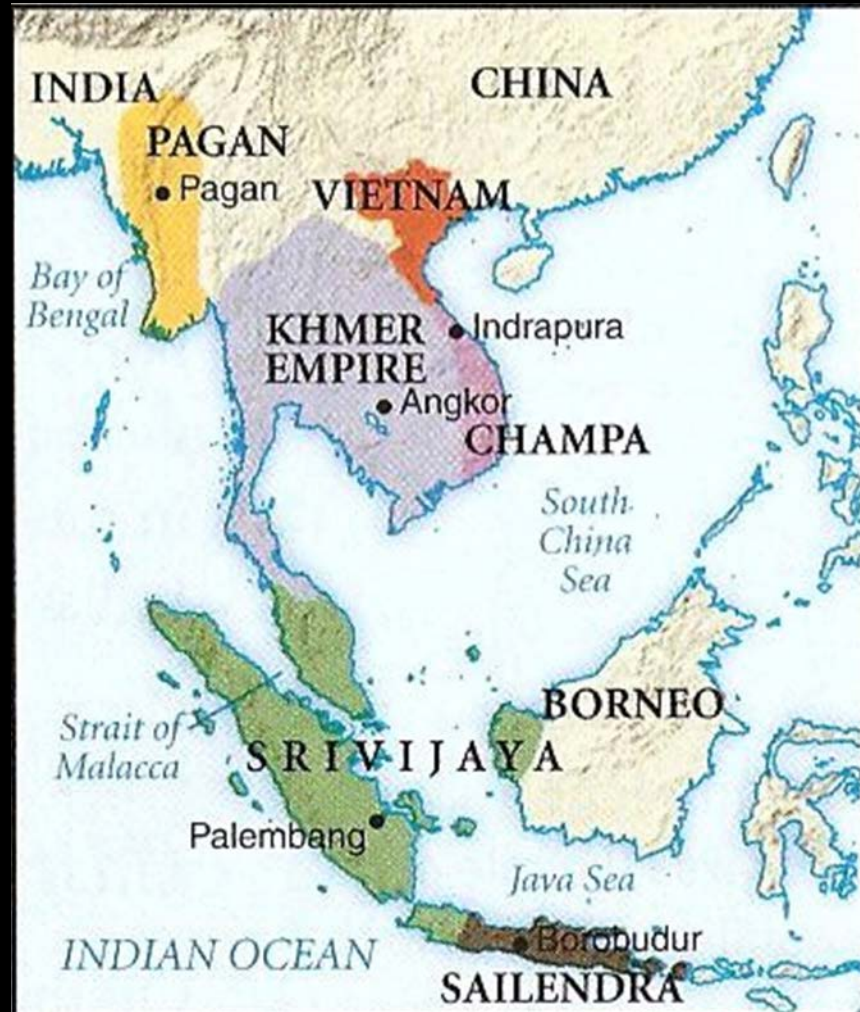 INDIA
CHINA
PAGAN
Pagan
VIETNAM
Bay of
Bengal
KHMER
EMPIRE
Indrapura
Angkor
CHAMPA
South
China
Sea
BORNEO
Strait of
Malacca
SRIVIJAYA
Palembang
Java Sea
INDIAN OCEAN
Borobudur
SAILENDRA